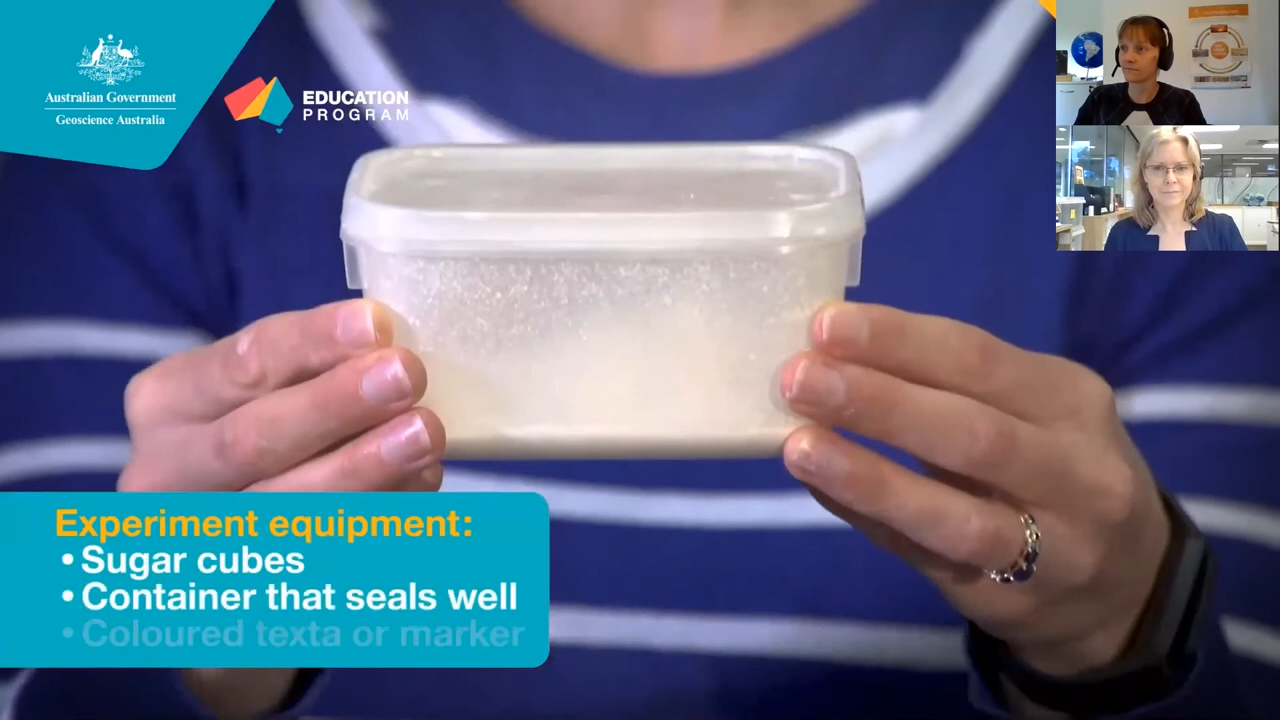 Australian Government
Geoscience Australia
EDUCATION
PROGRAM
Experiment equipment:
• Sugar cubes
• Container that seals well
• Coloured texta or marker